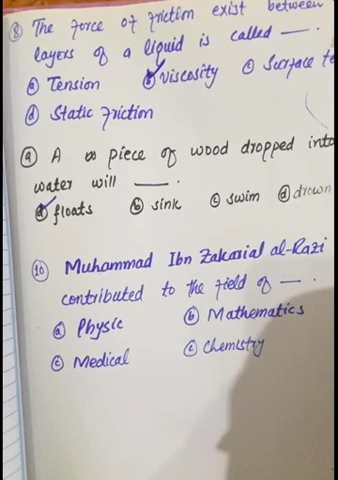 ⑧ The force of friction exist between
layers of a liquid is called —.
ⓐ Tension ⓑ viscosity ⓒ Surface te
ⓓ Static friction
⑨ A piece of wood dropped into
water will —.
ⓐ floats ⓑ sink ⓒ swim ⓓ drown
⑩ Muhammad Ibn Zakarial al-Razi
contributed to the field of —.
ⓐ Physic ⓑ Mathematics
ⓒ Medical ⓒ Chemistry